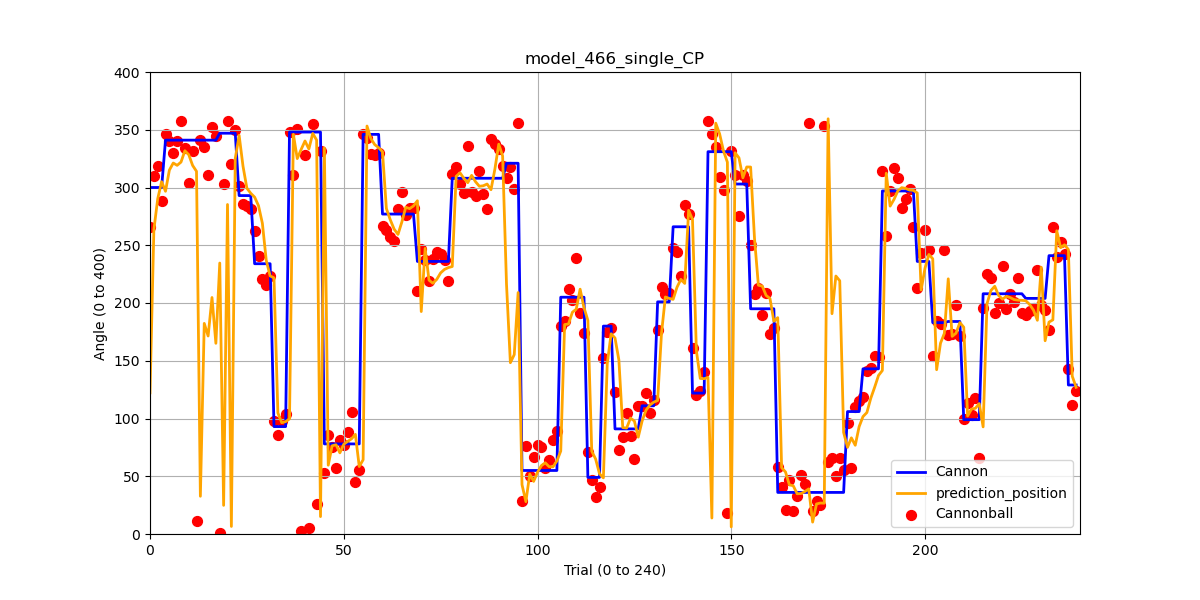 model_466_single_CP
400
350
300
250
200
150
100
50
0
Angle (0 to 400)
0 50 100 150 200
Trial (0 to 240)
Cannon
prediction_position
Cannonball